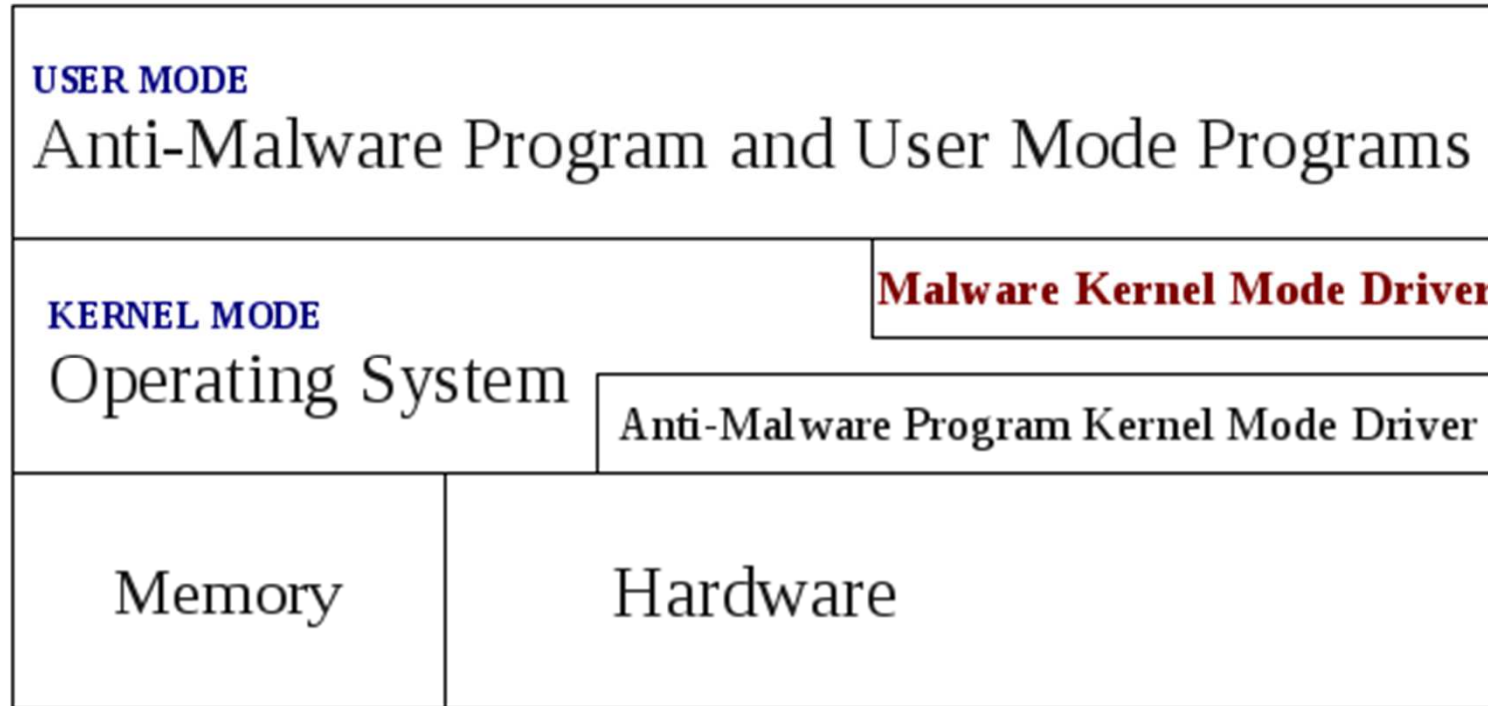 USER MODE
Anti-Malware Program and User Mode Programs
Malware Kernel Mode Driver
KERNEL MODE
Operating System
Anti-Malware Program Kernel Mode Driver
Memory
Hardware